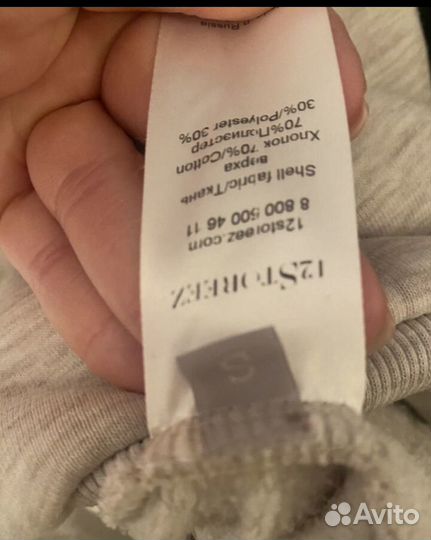 S
12STOREEZ
12storeez.com
8 800 500 46 11
Shell fabric/Ткань
верха
Хлопок 70%/Cotton
70%Полиэстер
30%/Polyester 30%
Russia
Avito